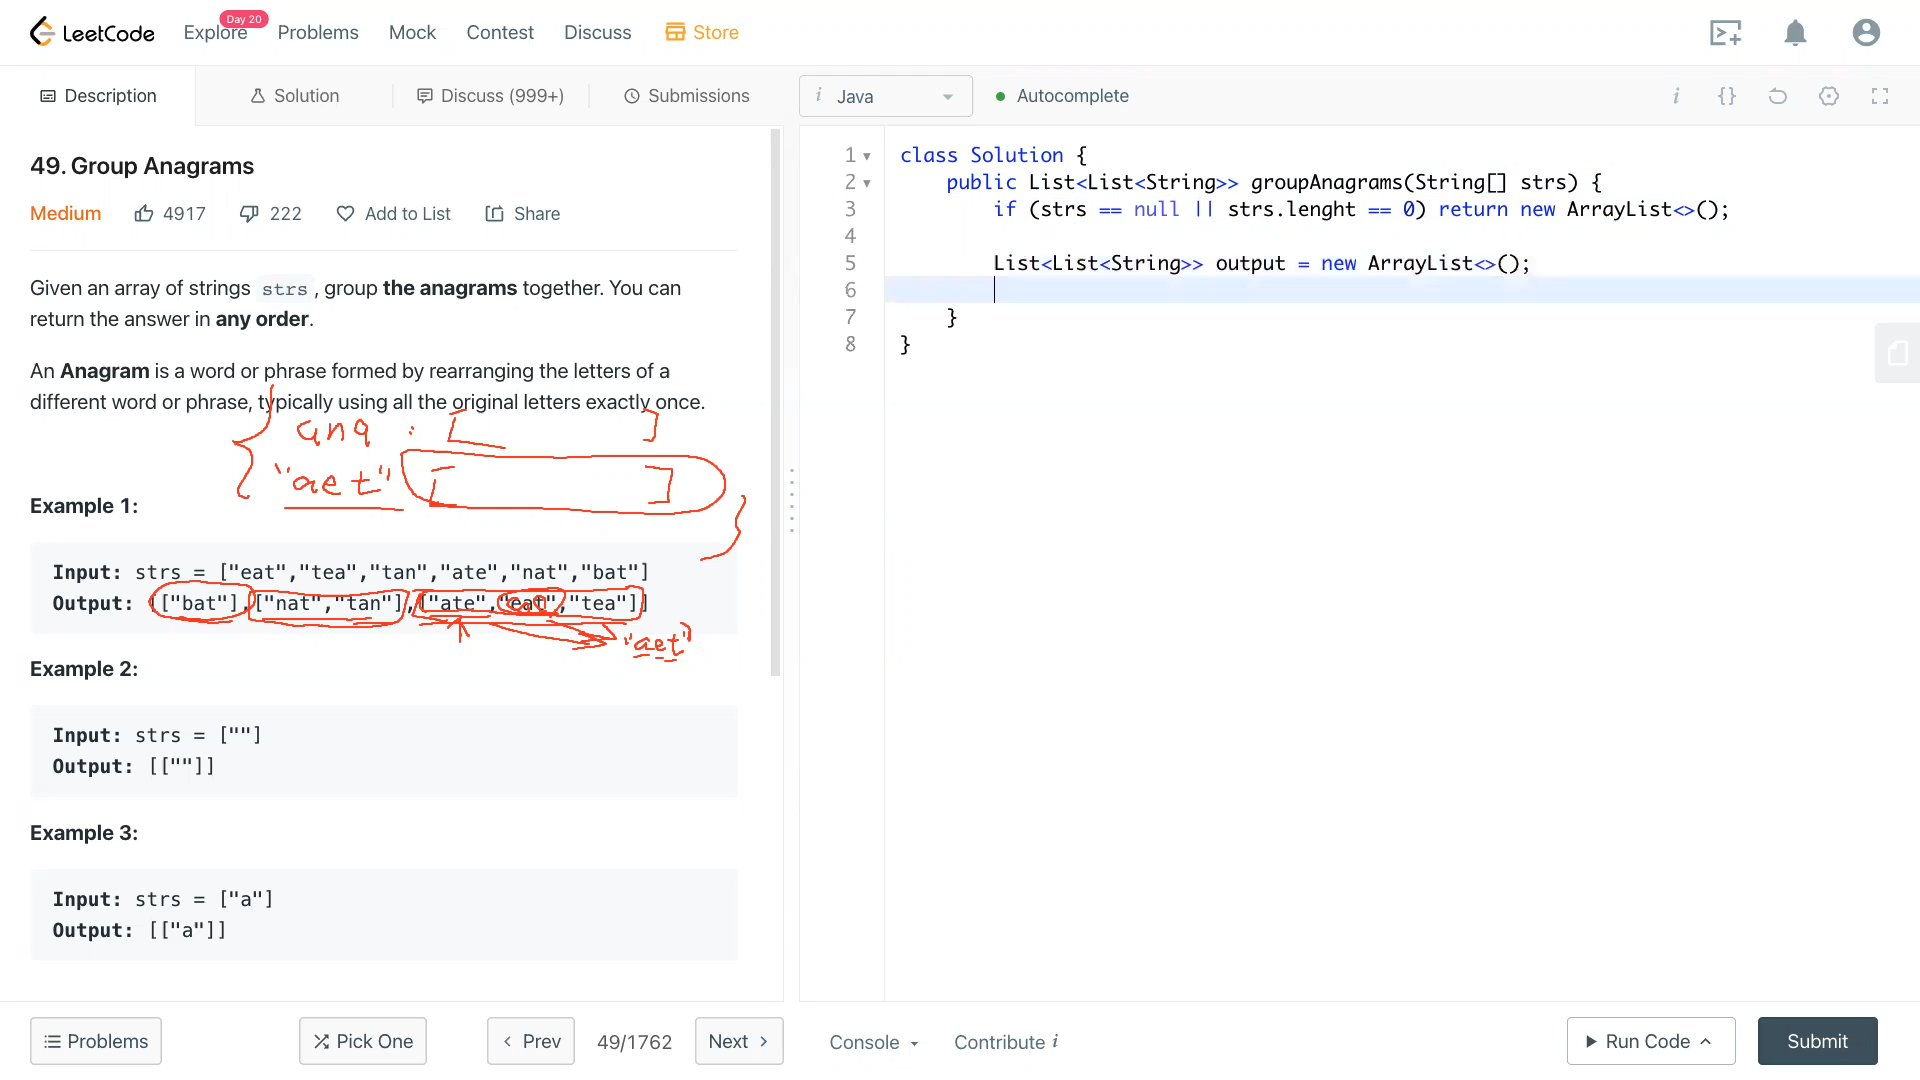 LeetCode
Explore
Day 20
Problems
Mock
Contest
Discuss
Store
Description
Solution
Discuss (999+)
Submissions
i Java
Autocomplete
i {}
49. Group Anagrams
Medium
4917
222
Add to List
Share
Given an array of strings strs, group the anagrams together. You can
return the answer in any order.
An Anagram is a word or phrase formed by rearranging the letters of a
different word or phrase, typically using all the original letters exactly once.
{ : [ ]
"aet" [ ]
}
Example 1:
Input: strs = ["eat","tea","tan","ate","nat","bat"]
Output: [["bat"],["nat","tan"],["ate","eat","tea"]]
"aet"
Example 2:
Input: strs = [""]
Output: [[""]]
Example 3:
Input: strs = ["a"]
Output: [["a"]]
1 class Solution {
2 public List<List<String>> groupAnagrams(String[] strs) {
3 if (strs == null || strs.lenght == 0) return new ArrayList<>();
4
5 List<List<String>> output = new ArrayList<>();
6
7 }
8 }
Problems
Pick One
< Prev
49/1762
Next >
Console
Contribute i
Run Code
Submit